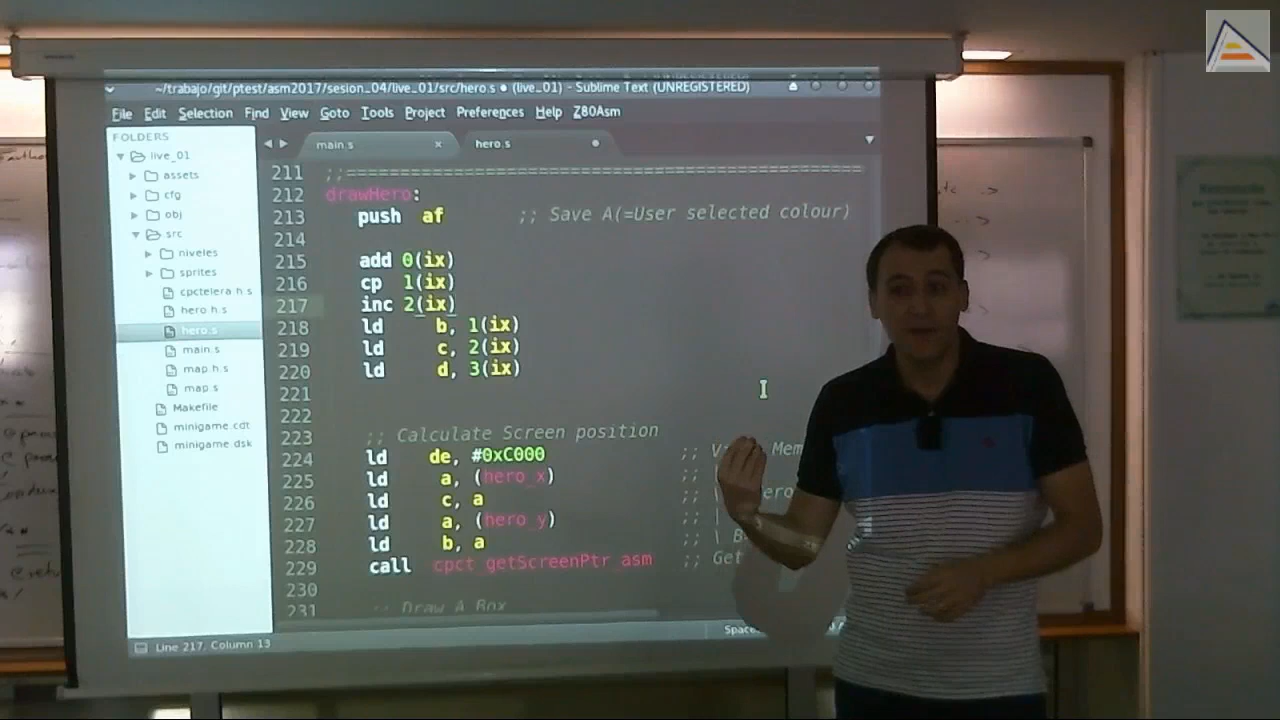 ~/trabajo/git/ptest/asm2017/sesion_04/live_01/src/hero.s • (live_01) - Sublime Text (UNREGISTERED)
File Edit Selection Find View Goto Tools Project Preferences Help Z80Asm
FOLDERS
live_01
assets
cfg
obj
src
niveles
sprites
cpctelera.h.s
hero.h.s
hero.s
main.s
map.h.s
map.s
Makefile
minigame.cdt
minigame.dsk
main.s × hero.s •
211 ;;====================================================
212 drawHero:
213 push af ;; Save A(=User selected colour)
214
215 add 0(ix)
216 cp 1(ix)
217 inc 2(ix)
218 ld b, 1(ix)
219 ld c, 2(ix)
220 ld d, 3(ix)
221
222
223 ;; Calculate Screen position
224 ld de, #0xC000 ;; Mem
225 ld a, (hero_x) ;; |
226 ld c, a ;; \
227 ld a, (hero_y) ;; |
228 ld b, a ;; \ B
229 call cpct_getScreenPtr_asm ;; Get
230
231 ;; Draw A Box
Line 217, Column 13